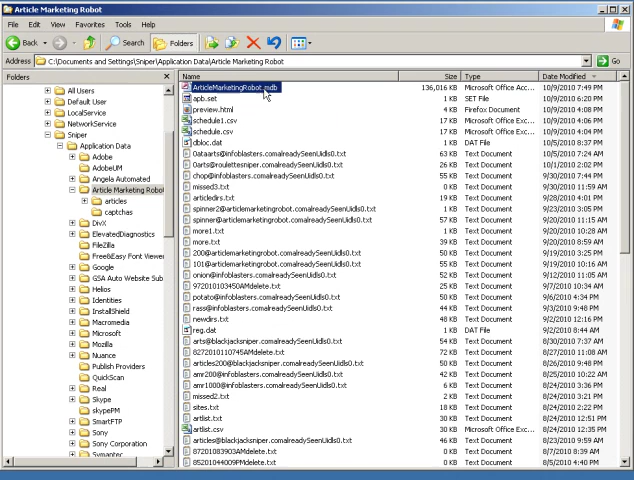 Article Marketing Robot
File Edit View Favorites Tools Help
Back Search Folders
Address C:\Documents and Settings\Sniper\Application Data\Article Marketing Robot Go
Folders
All Users
Default User
LocalService
NetworkService
Sniper
Application Data
Adobe
AdobeUM
Angela Automated
Article Marketing Robot
articles
captchas
DivX
ElevatedDiagnostics
FileZilla
Free&Easy Font Viewer
Google
GSA Auto Website Sub
Helios
Identities
InstallShield
Macromedia
Microsoft
Mozilla
Nuance
Publish Providers
QuickScan
Real
Skype
skypePM
SmartFTP
Sony
Sony Corporation
Symantec
Name Size Type Date Modified
ArticleMarketingRobot.mdb 136,016 KB Microsoft Office Acc... 10/9/2010 7:49 PM
apb.set 1 KB SET File 10/9/2010 6:20 PM
preview.html 4 KB Firefox Document 10/9/2010 4:08 PM
schedule1.csv 17 KB Microsoft Office Exc... 10/9/2010 4:06 PM
schedule.csv 17 KB Microsoft Office Exc... 10/9/2010 4:04 PM
dbloc.dat 1 KB DAT File 10/5/2010 8:37 PM
0ataarts@infoblasters.comalreadySeenUidls0.txt 63 KB Text Document 10/5/2010 7:24 AM
0arts@roulettesniper.comalreadySeenUidls0.txt 26 KB Text Document 10/1/2010 2:02 PM
chop@infoblasters.comalreadySeenUidls0.txt 55 KB Text Document 9/30/2010 7:44 PM
missed3.txt 0 KB Text Document 9/30/2010 11:59 AM
articledirs.txt 19 KB Text Document 9/28/2010 4:01 PM
spinner2@articlemarketingrobot.comalreadySeenUidls0.txt 1 KB Text Document 9/23/2010 3:05 PM
spinner@articlemarketingrobot.comalreadySeenUidls0.txt 57 KB Text Document 9/20/2010 11:15 AM
more1.txt 1 KB Text Document 9/20/2010 10:28 AM
more.txt 39 KB Text Document 9/20/2010 8:59 AM
200@articlemarketingrobot.comalreadySeenUidls0.txt 50 KB Text Document 9/19/2010 3:25 PM
101@articlemarketingrobot.comalreadySeenUidls0.txt 55 KB Text Document 9/19/2010 10:16 AM
onion@infoblasters.comalreadySeenUidls0.txt 52 KB Text Document 9/12/2010 11:05 AM
972010103450AMdelete.txt 25 KB Text Document 9/7/2010 10:34 AM
potato@infoblasters.comalreadySeenUidls0.txt 50 KB Text Document 9/6/2010 4:34 PM
rass@infoblasters.comalreadySeenUidls0.txt 44 KB Text Document 9/3/2010 9:48 PM
newdirs.txt 48 KB Text Document 9/2/2010 12:16 PM
reg.dat 1 KB DAT File 9/2/2010 8:44 AM
arts@blackjacksniper.comalreadySeenUidls0.txt 54 KB Text Document 8/30/2010 7:37 AM
8272010110745AMdelete.txt 72 KB Text Document 8/27/2010 11:08 AM
articles200@blackjacksniper.comalreadySeenUidls0.txt 50 KB Text Document 8/26/2010 9:48 PM
amr200@infoblasters.comalreadySeenUidls0.txt 42 KB Text Document 8/25/2010 10:22 AM
amr1000@infoblasters.comalreadySeenUidls0.txt 6 KB Text Document 8/24/2010 3:36 PM
missed2.txt 2 KB Text Document 8/24/2010 3:21 PM
sites.txt 18 KB Text Document 8/24/2010 2:22 PM
artlist.txt 30 KB Text Document 8/24/2010 12:51 PM
artlist.csv 30 KB Microsoft Office Exc... 8/24/2010 12:35 PM
articles@blackjacksniper.comalreadySeenUidls0.txt 46 KB Text Document 8/23/2010 9:59 AM
87201083903AMdelete.txt 0 KB Text Document 8/7/2010 8:39 AM
85201044009PMdelete.txt 0 KB Text Document 8/5/2010 4:40 PM